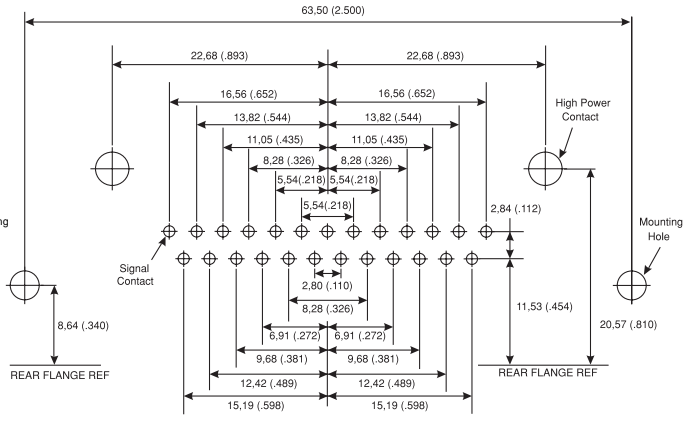 63,50 (2.500)
22,68 (.893) 22,68 (.893)
16,56 (.652) 16,56 (.652)
13,82 (.544) 13,82 (.544)
High Power
Contact
11,05 (.435) 11,05 (.435)
8,28 (.326) 8,28 (.326)
5,54(.218) 5,54(.218)
5,54(.218)
2,84 (.112)
ng
Mounting
Hole
Signal
Contact
2,80 (.110)
8,28 (.326)
11,53 (.454)
8,64 (.340)
20,57 (.810)
6,91 (.272) 6,91 (.272)
9,68 (.381) 9,68 (.381)
REAR FLANGE REF
REAR FLANGE REF
12,42 (.489) 12,42 (.489)
15,19 (.598) 15,19 (.598)